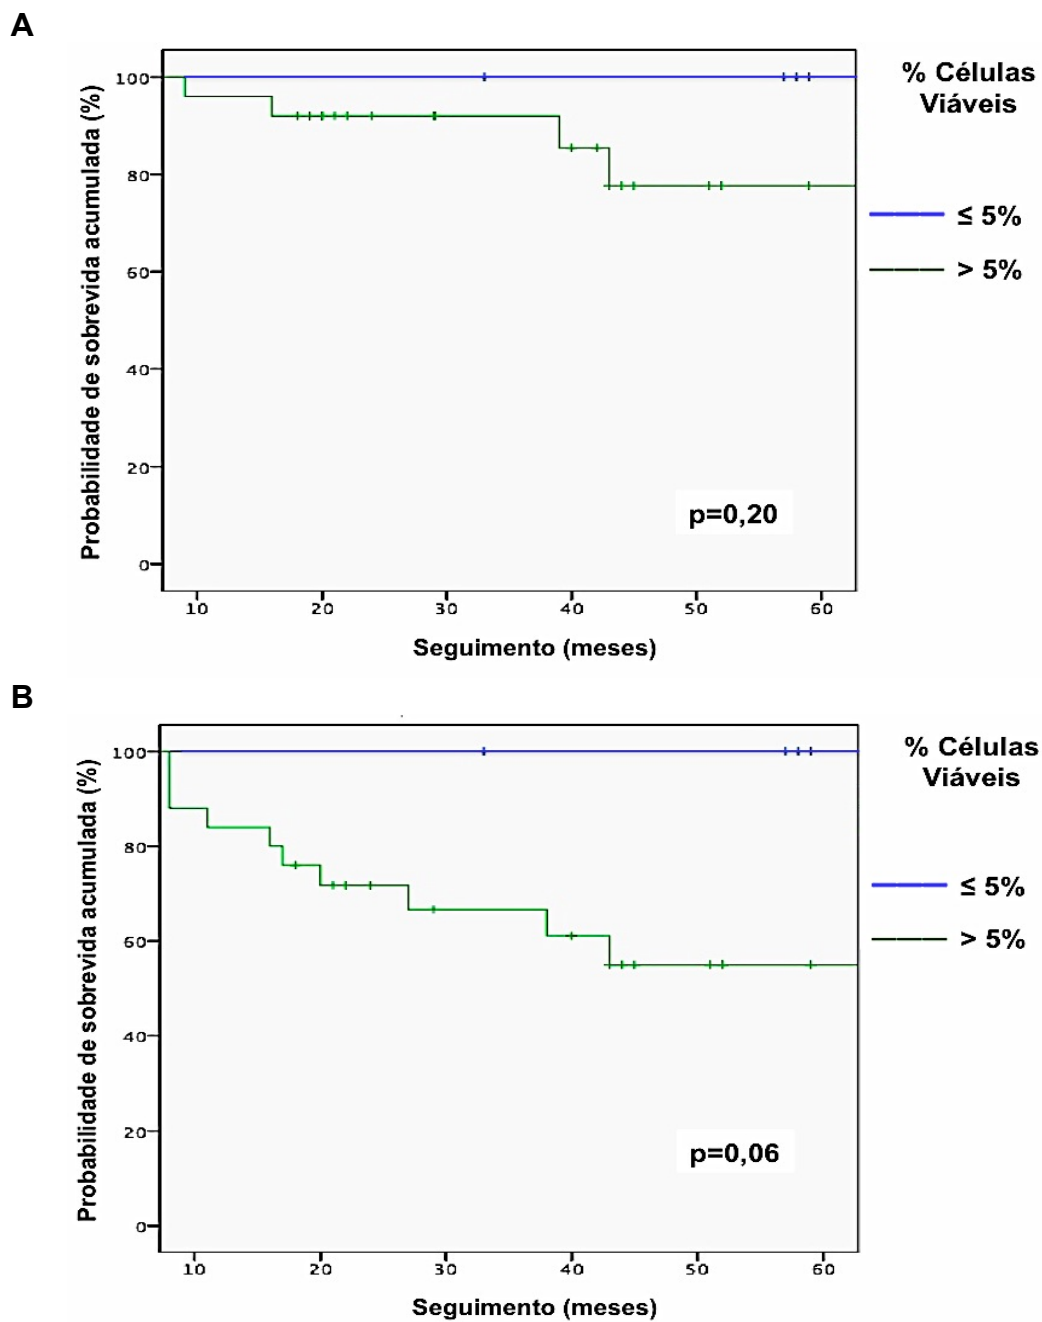 A
Probabilidade de sobrevida acumulada (%)
100
80
60
40
20
0
10 20 30 40 50 60
Seguimento (meses)
% Células
Viáveis
≤ 5%
> 5%
p=0,20
B
Probabilidade de sobrevida acumulada (%)
100
80
60
40
20
0
10 20 30 40 50 60
Seguimento (meses)
% Células
Viáveis
≤ 5%
> 5%
p=0,06